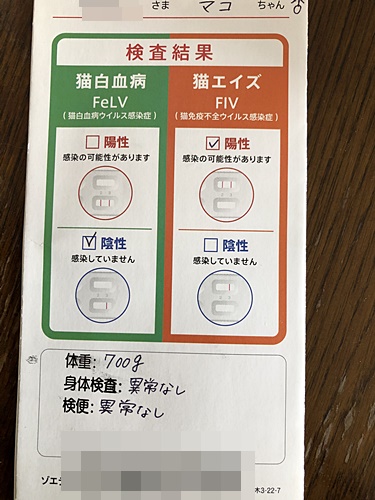 さま マコ ちゃん ♂
検査結果
猫白血病
FeLV
(猫白血病ウイルス感染症)
☐ 陽性
感染の可能性があります
☑ 陰性
感染していません
猫エイズ
FIV
(猫免疫不全ウイルス感染症)
☑ 陽性
感染の可能性があります
☐ 陰性
感染していません
体重: 700g
身体検査: 異常なし
検便: 異常なし
ゾエ
木3-22-7